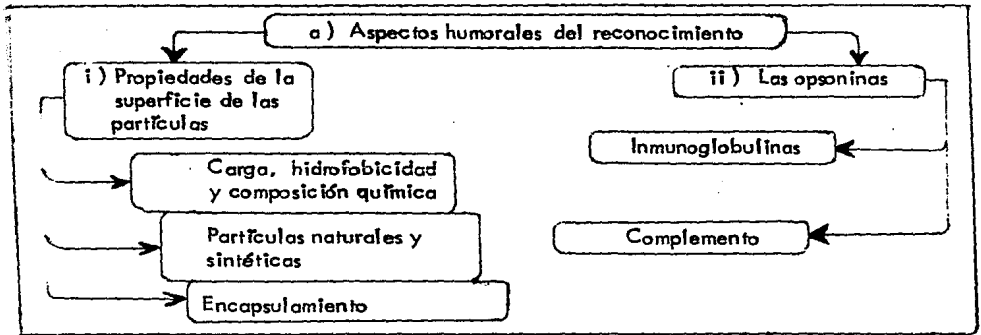 a) Aspectos humorales del reconocimiento
i) Propiedades de la
superficie de las
partículas
Carga, hidrofobicidad
y composición química
Partículas naturales y
sintéticas
Encapsulamiento
ii) Las opsoninas
Inmunoglobulinas
Complemento